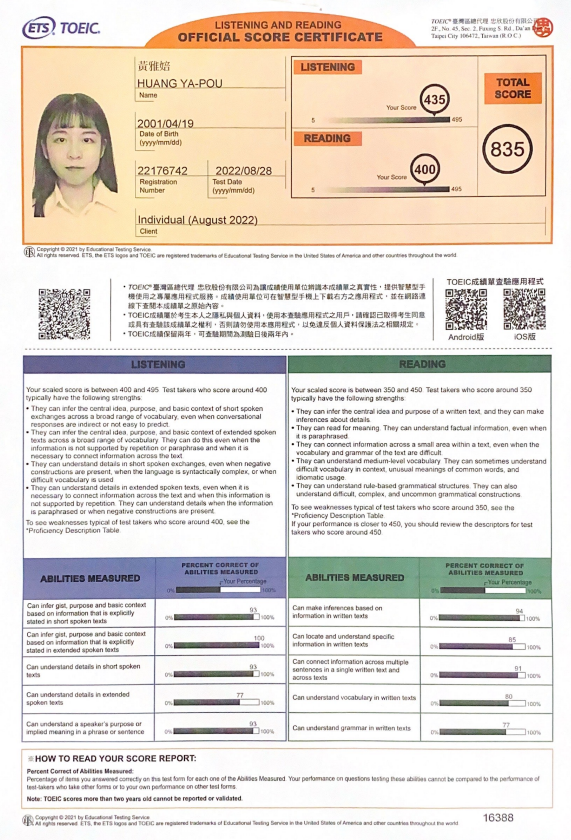 ETS TOEIC.
LISTENING AND READING
OFFICIAL SCORE CERTIFICATE
TOEIC® 臺灣區總代理 忠欣股份有限公
2F., No. 45, Sec. 2, Fuxing S. Rd., Da'an
Taipei City 106472, Taiwan (R.O.C.)
HUANG YA-POU
Name
2001/04/19
Date of Birth
(yyyy/mm/dd)
22176742
Registration
Number
2022/08/28
Test Date
(yyyy/mm/dd)
Individual (August 2022)
Client
LISTENING
Your Score
435
5
495
READING
Your Score
400
5
495
TOTAL
SCORE
835
Copyright © 2021 by Educational Testing Service.
All rights reserved. ETS, the ETS logos and TOEIC are registered trademarks of Educational Testing Service in the United States of America and other countries throughout the world.
• TOEIC® 臺灣區總代理 忠欣股份有限公司為讓成績使用單位辨識本成績單之真實性，提供智慧型手
機使用之專屬應用程式服務。成績使用單位可在智慧型手機上下載右方之應用程式，並在網路連
線下查閱本成績單之原始內容。
• TOEIC成績屬於考生本人之隱私與個人資料，使用本查驗應用程式之用戶，請確認已取得考生同意
或具有查驗該成績單之權利，否則請勿使用本應用程式，以免違反個人資料保護法之相關規定。
• TOEIC成績保留兩年，可查驗期間為測驗日後兩年內。
TOEIC成績單查驗應用程式
Android版
iOS版
LISTENING
Your scaled score is between 400 and 495. Test takers who score around 400
typically have the following strengths:
• They can infer the central idea, purpose, and basic context of short spoken
exchanges across a broad range of vocabulary, even when conversational
responses are indirect or not easy to predict.
• They can infer the central idea, purpose, and basic context of extended spoken
texts across a broad range of vocabulary. They can do this even when the
information is not supported by repetition or paraphrase and when it is
necessary to connect information across the text
• They can understand details in short spoken exchanges, even when negative
constructions are present, when the language is syntactically complex, or when
difficult vocabulary is used
• They can understand details in extended spoken texts, even when it is
necessary to connect information across the text and when this information is
not supported by repetition. They can understand details when the information
is paraphrased or when negative constructions are present.
To see weaknesses typical of test takers who score around 400, see the
"Proficiency Description Table.
READING
Your scaled score is between 350 and 450. Test takers who score around 350
typically have the following strengths:
• They can infer the central idea and purpose of a written text, and they can make
inferences about details.
• They can need for meaning. They can understand factual information, even when
it is paraphrased.
• They can connect information across a small area within a text, even when the
vocabulary and grammar of the text are difficult.
• They can understand medium-level vocabulary. They can sometimes understand
difficult vocabulary in context, unusual meanings of common words, and
idiomatic usage.
• They can understand rule-based grammatical structures. They can also
understand difficult, complex, and uncommon grammatical constructions.
To see weaknesses typical of test takers who score around 350, see the
"Proficiency Description Table.
If your performance is closer to 450, you should review the descriptors for test
takers who score around 450
ABILITIES MEASURED
PERCENT CORRECT OF
ABILITIES MEASURED
Your Percentage
0%
100%
Can infer gist, purpose and basic context
based on information that is explicitly
stated in short spoken texts
93
0%
100%
Can infer gist, purpose and basic context
based on information that is explicitly
stated in extended spoken texts
100
0%
100%
Can understand details in short spoken
texts
93
0%
100%
Can understand details in extended
spoken texts
77
0%
100%
Can understand a speaker's purpose or
implied meaning in a phrase or sentence
93
0%
100%
ABILITIES MEASURED
PERCENT CORRECT OF
ABILITIES MEASURED
Your Percentage
0%
100%
Can make inferences based on
information in written texts
94
0%
100%
Can locate and understand specific
information in written texts
85
0%
100%
Can connect information across multiple
sentences in a single written text and
across texts
91
0%
100%
Can understand vocabulary in written texts
80
0%
100%
Can understand grammar in written texts
77
0%
100%
※HOW TO READ YOUR SCORE REPORT:
Percent Correct of Abilities Measured:
Percentage of items you answered correctly on this test form for each one of the Abilities Measured. Your performance on questions testing these abilities cannot be compared to the performance of
test-takers who take other forms or to your own performance on other test forms.
Note: TOEIC scores more than two years old cannot be reported or validated.
Copyright © 2021 by Educational Testing Service.
All rights reserved. ETS, the ETS logos and TOEIC are registered trademarks of Educational Testing Service in the United States of America and other countries throughout the world.
16388